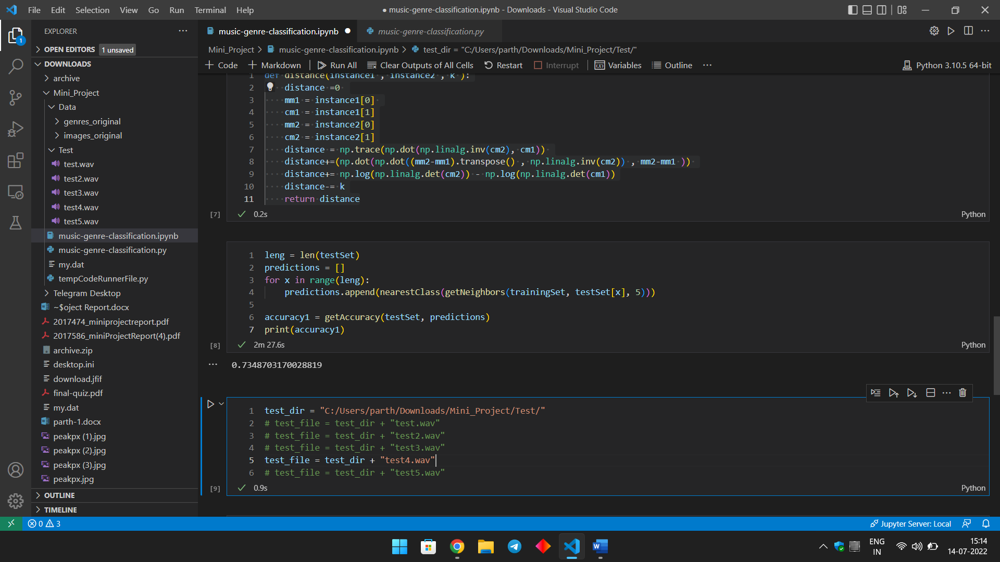 File Edit Selection View Go Run Terminal Help
● music-genre-classification.ipynb - Downloads - Visual Studio Code
EXPLORER
1
OPEN EDITORS 1 unsaved
DOWNLOADS
archive
Mini_Project
Data
genres_original
images_original
Test
test.wav
test2.wav
test3.wav
test4.wav
test5.wav
music-genre-classification.ipynb
music-genre-classification.py
my.dat
tempCodeRunnerFile.py
Telegram Desktop
~$oject Report.docx
2017474_miniprojectreport.pdf
2017586_miniProjectReport(4).pdf
archive.zip
desktop.ini
download.jfif
final-quiz.pdf
my.dat
parth-1.docx
peakpx (1).jpg
peakpx (2).jpg
peakpx (3).jpg
peakpx.jpg
OUTLINE
TIMELINE
music-genre-classification.ipynb ● music-genre-classification.py
Mini_Project > music-genre-classification.ipynb > test_dir = "C:/Users/parth/Downloads/Mini_Project/Test/"
+ Code + Markdown Run All Clear Outputs of All Cells Restart Interrupt Variables Outline ··· Python 3.10.5 64-bit
1 def distance(instance1 , instance2 , k ):
2 distance =0
3 mm1 = instance1[0]
4 cm1 = instance1[1]
5 mm2 = instance2[0]
6 cm2 = instance2[1]
7 distance = np.trace(np.dot(np.linalg.inv(cm2), cm1))
8 distance+=(np.dot(np.dot((mm2-mm1).transpose() , np.linalg.inv(cm2)) , mm2-mm1 ))
9 distance+= np.log(np.linalg.det(cm2)) - np.log(np.linalg.det(cm1))
10 distance-= k
11 return distance
[7] 0.2s Python
1 leng = len(testSet)
2 predictions = []
3 for x in range(leng):
4 predictions.append(nearestClass(getNeighbors(trainingSet, testSet[x], 5)))
5
6 accuracy1 = getAccuracy(testSet, predictions)
7 print(accuracy1)
[8] 2m 27.6s Python
0.7348703170028819
1 test_dir = "C:/Users/parth/Downloads/Mini_Project/Test/"
2 # test_file = test_dir + "test.wav"
3 # test_file = test_dir + "test2.wav"
4 # test_file = test_dir + "test3.wav"
5 test_file = test_dir + "test4.wav"
6 # test_file = test_dir + "test5.wav"
[9] 0.9s Python
0 3 Jupyter Server: Local
ENG
IN
15:14
14-07-2022